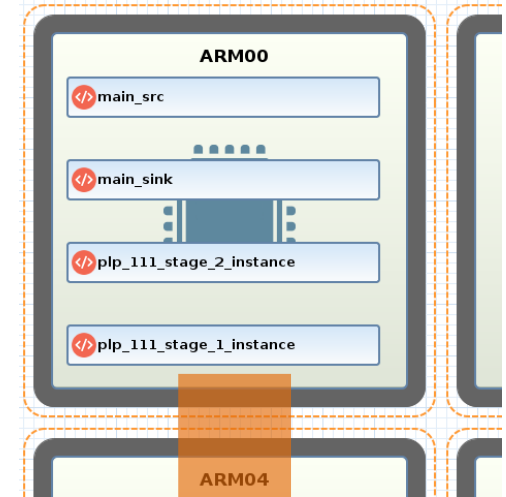 ARM00
</> main_src
</> main_sink
</> plp_111_stage_2_instance
</> plp_111_stage_1_instance
ARM04